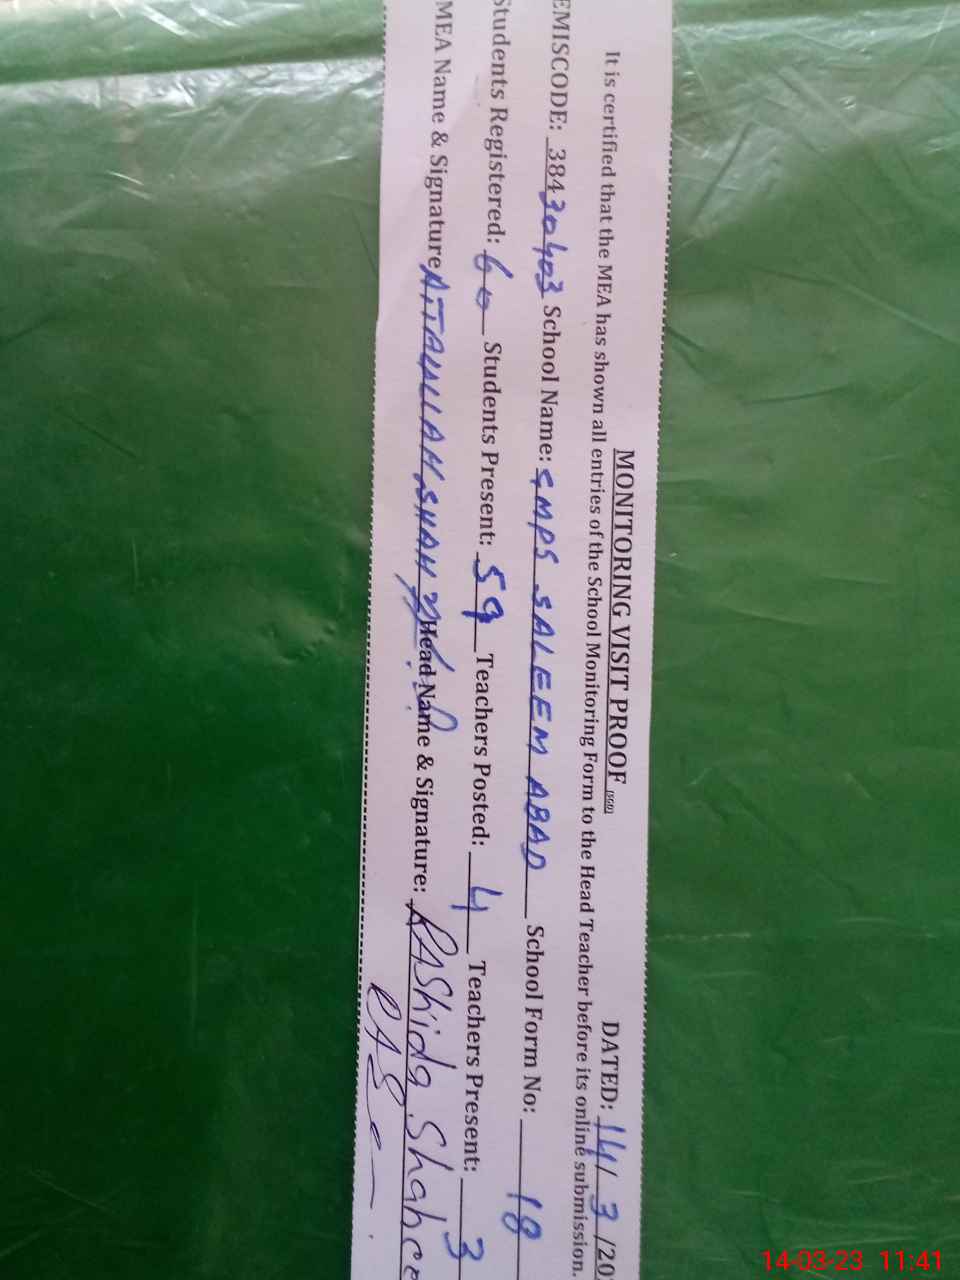 MONITORING VISIT PROOF DATED: 14/ 3 /20
It is certified that the MEA has shown all entries of the School Monitoring Form to the Head Teacher before its online submission.
EMISCODE: 38430403 School Name: GMPS SALEEM ABAD School Form No: 18
Students Registered: 60 Students Present: 59 Teachers Posted: 4 Teachers Present: 3
MEA Name & Signature ATTAULLAH SHAH Head Name & Signature: RAShida Shahee
14-03-23 11:41